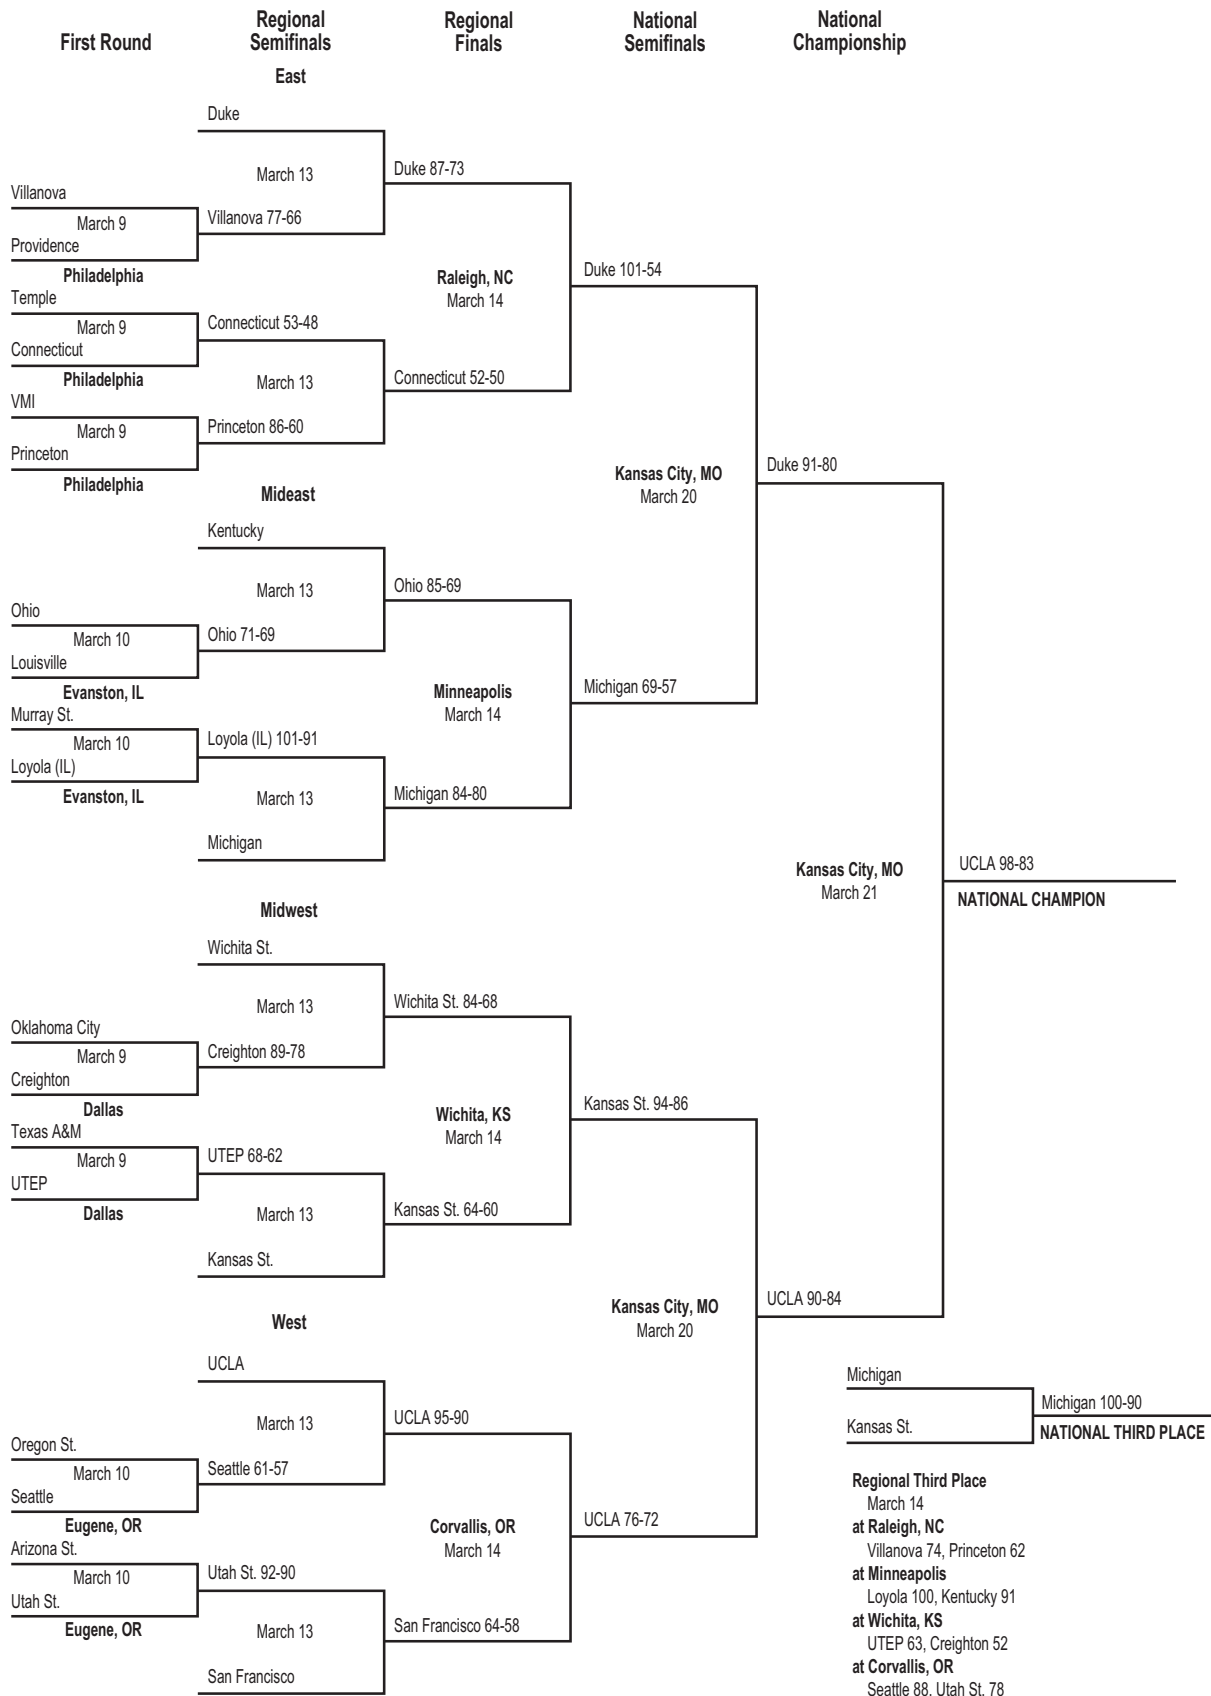 First Round
Regional
Semifinals
Regional
Finals
National
Semifinals
National
Championship
East
Duke
March 13
Duke 87-73
Villanova
March 9
Villanova 77-66
Providence
Philadelphia
Raleigh, NC
March 14
Duke 101-54
Temple
March 9
Connecticut 53-48
Connecticut
Philadelphia
March 13
Connecticut 52-50
VMI
March 9
Princeton 86-60
Princeton
Philadelphia
Kansas City, MO
March 20
Duke 91-80
Mideast
Kentucky
March 13
Ohio 85-69
Ohio
March 10
Ohio 71-69
Louisville
Evanston, IL
Minneapolis
March 14
Michigan 69-57
Murray St.
March 10
Loyola (IL) 101-91
Loyola (IL)
Evanston, IL
March 13
Michigan 84-80
Michigan
Kansas City, MO
March 21
UCLA 98-83
NATIONAL CHAMPION
Midwest
Wichita St.
March 13
Wichita St. 84-68
Oklahoma City
March 9
Creighton 89-78
Creighton
Dallas
Wichita, KS
March 14
Kansas St. 94-86
Texas A&M
March 9
UTEP 68-62
UTEP
Dallas
March 13
Kansas St. 64-60
Kansas St.
Kansas City, MO
March 20
UCLA 90-84
West
UCLA
March 13
UCLA 95-90
Oregon St.
March 10
Seattle 61-57
Seattle
Eugene, OR
Corvallis, OR
March 14
UCLA 76-72
Arizona St.
March 10
Utah St. 92-90
Utah St.
Eugene, OR
March 13
San Francisco 64-58
San Francisco
Michigan
Michigan 100-90
Kansas St.
NATIONAL THIRD PLACE
Regional Third Place
March 14
at Raleigh, NC
Villanova 74, Princeton 62
at Minneapolis
Loyola 100, Kentucky 91
at Wichita, KS
UTEP 63, Creighton 52
at Corvallis, OR
Seattle 88, Utah St. 78